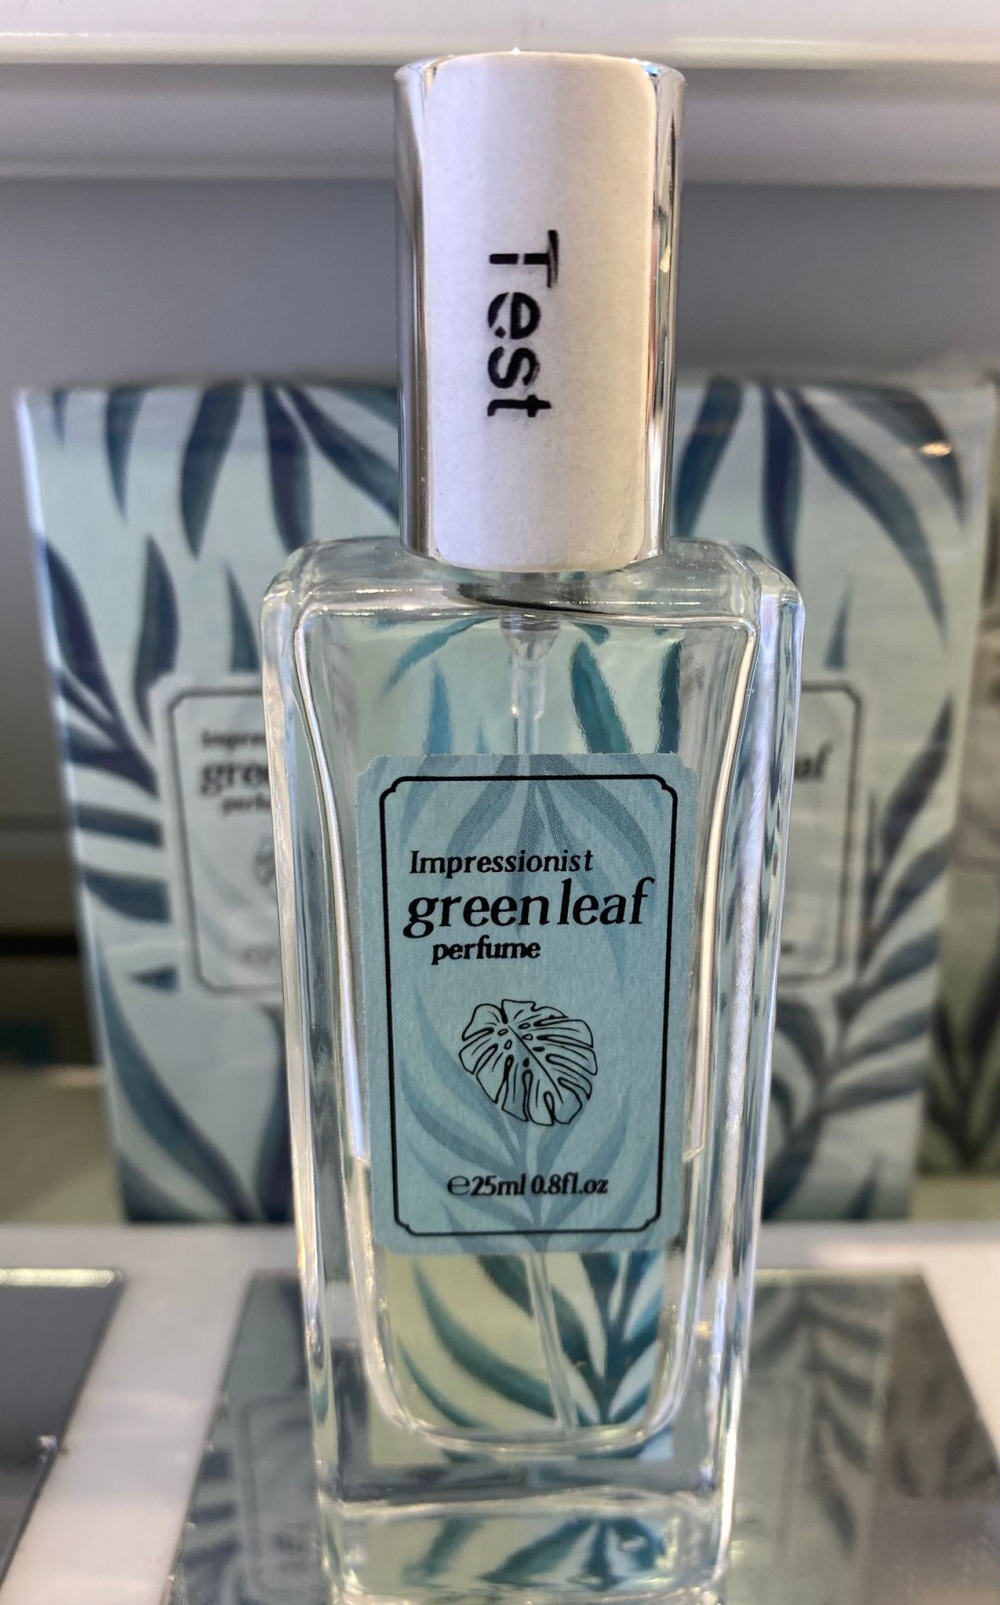 Test
Impressionist
green leaf
perfume
℮25ml 0.8fl.oz